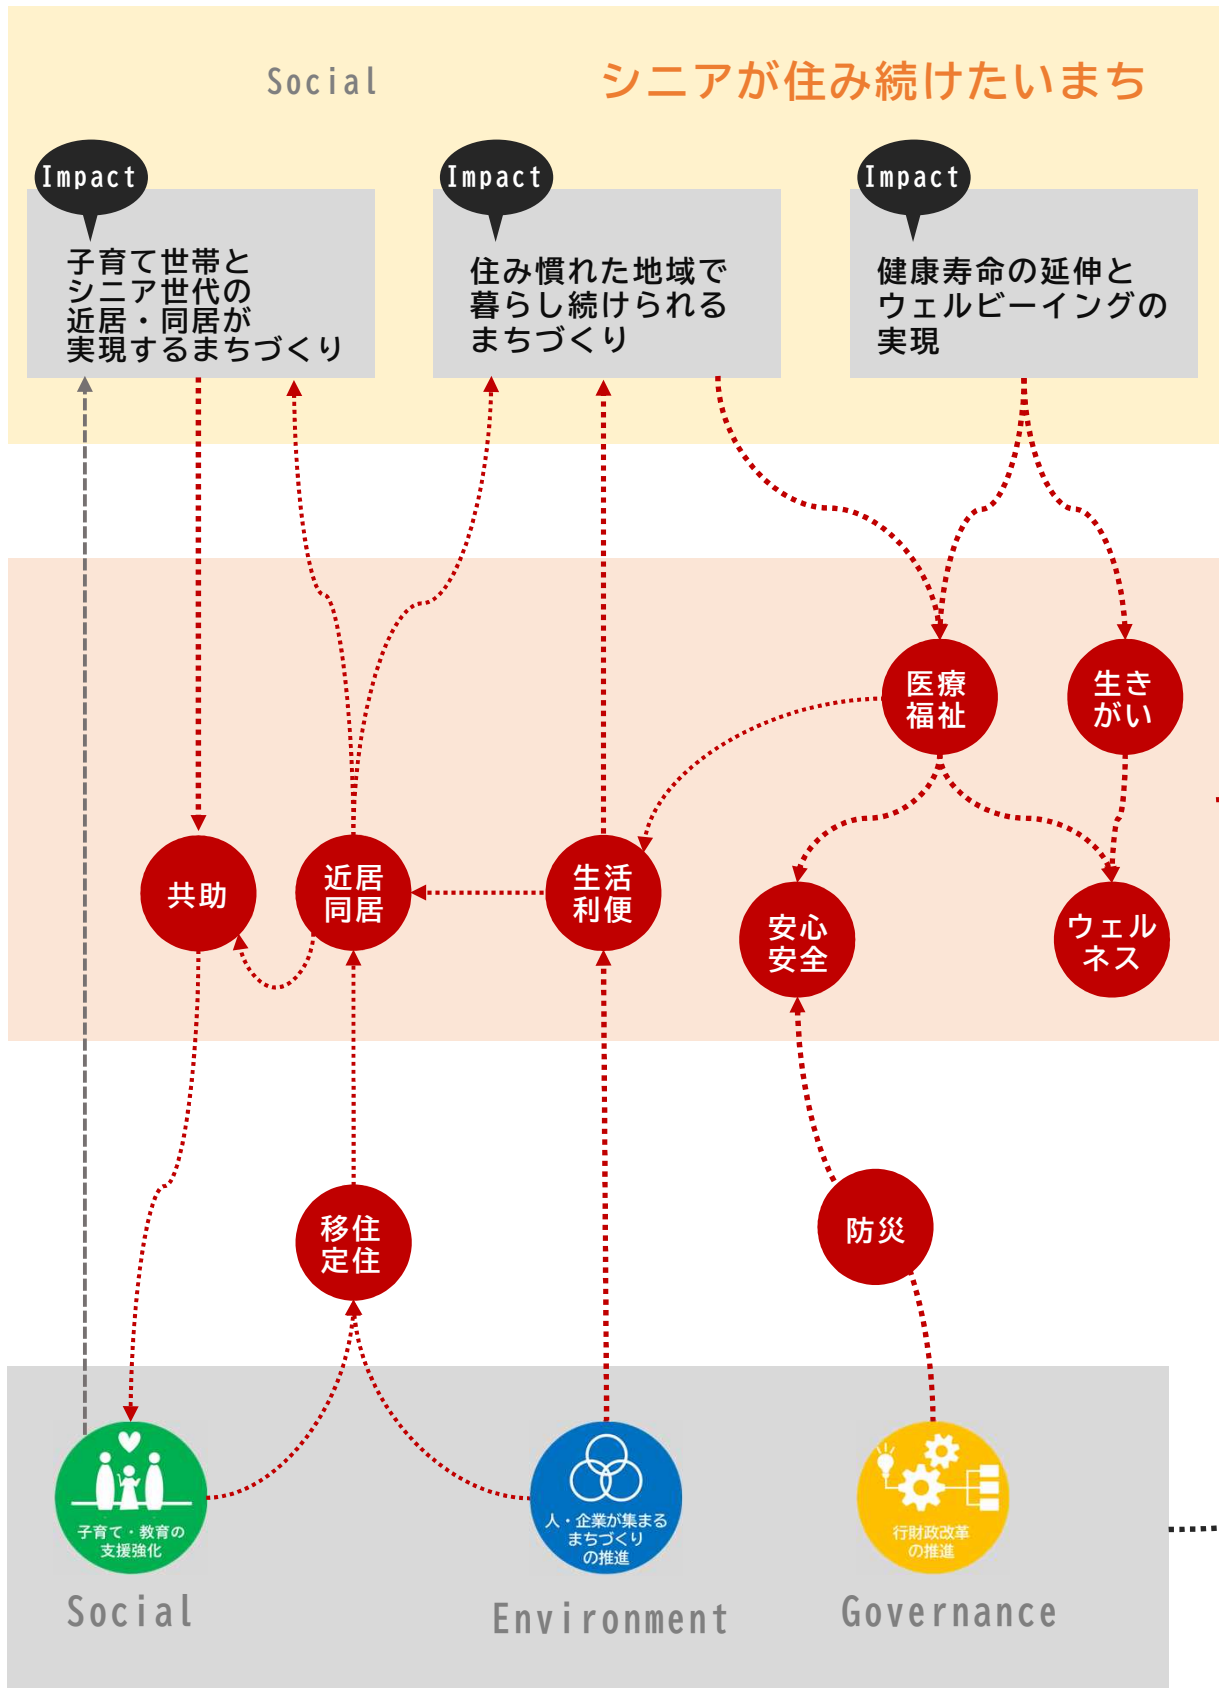 Social
シニアが住み続けたいまち
Impact
子育て世帯と
シニア世代の
近居・同居が
実現するまちづくり
Impact
住み慣れた地域で
暮らし続けられる
まちづくり
Impact
健康寿命の延伸と
ウェルビーイングの
実現
医療
福祉
生き
がい
共助
近居
同居
生活
利便
安心
安全
ウェル
ネス
移住
定住
防災
子育て・教育の
支援強化
Social
人・企業が集まる
まちづくり
の推進
Environment
行財政改革
の推進
Governance